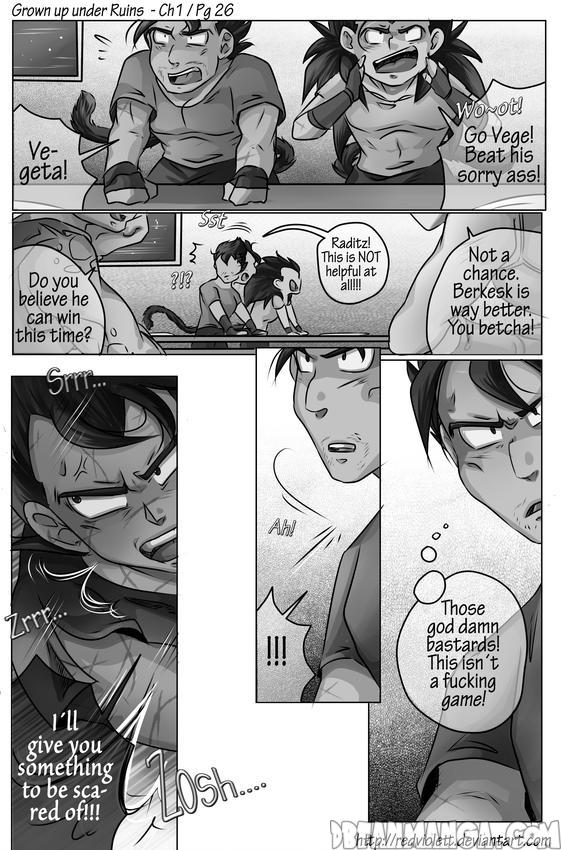 Grown up under Ruins - Ch1 / Pg 26
Ve-
geta!
Wo~ot!
Go Vege!
Beat his
sorry ass!
Do you
believe he
can win
this time?
Sst
?!?
Raditz!
This is NOT
helpful at
all!!!
Not a
chance.
Berkesk is
way better.
You betcha!
Srrr...
Zrrr...
I´ll
give you
something
to be sca-
red of!!!
Zosh....
Ah!
!!!
Those
god damn
bastards!
This isn´t
a fucking
game!
DBFANMANGA.COM
http://redviolett.deviantart.com